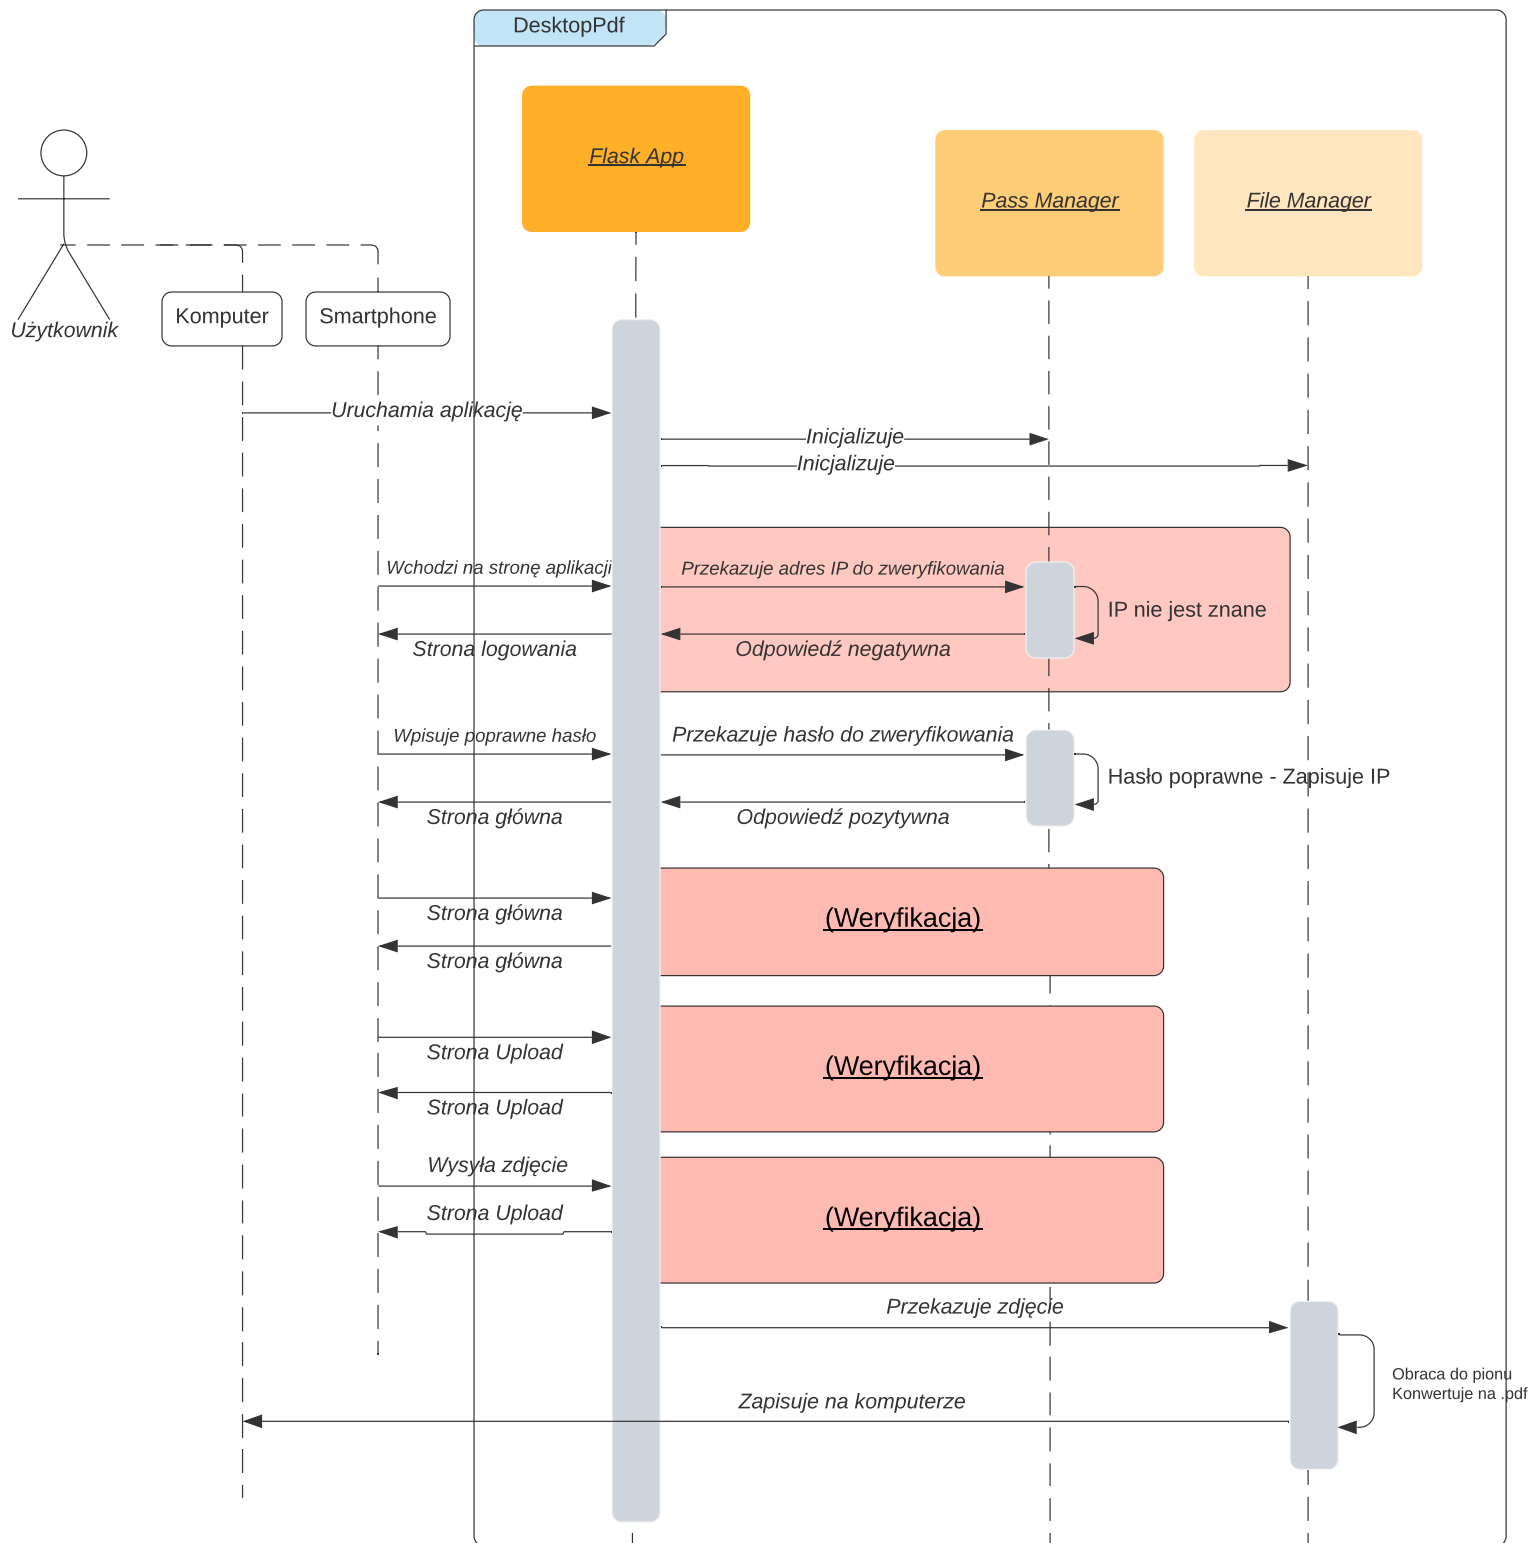 DesktopPdf
Flask App
Pass Manager
File Manager
Użytkownik
Komputer
Smartphone
Uruchamia aplikację
Inicjalizuje
Inicjalizuje
Wchodzi na stronę aplikacji
Przekazuje adres IP do zweryfikowania
IP nie jest znane
Strona logowania
Odpowiedź negatywna
Wpisuje poprawne hasło
Przekazuje hasło do zweryfikowania
Hasło poprawne - Zapisuje IP
Strona główna
Odpowiedź pozytywna
Strona główna
(Weryfikacja)
Strona główna
Strona Upload
(Weryfikacja)
Strona Upload
Wysyła zdjęcie
Strona Upload
(Weryfikacja)
Przekazuje zdjęcie
Obraca do pionu
Konwertuje na .pdf
Zapisuje na komputerze